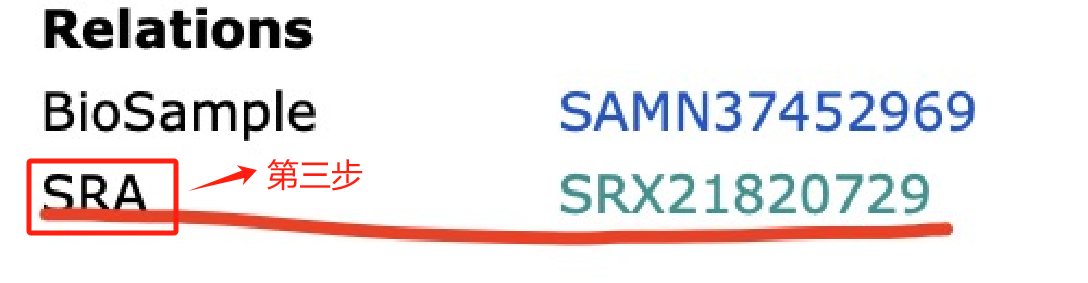 Relations
BioSample SAMN37452969
SRA 第三步 SRX21820729